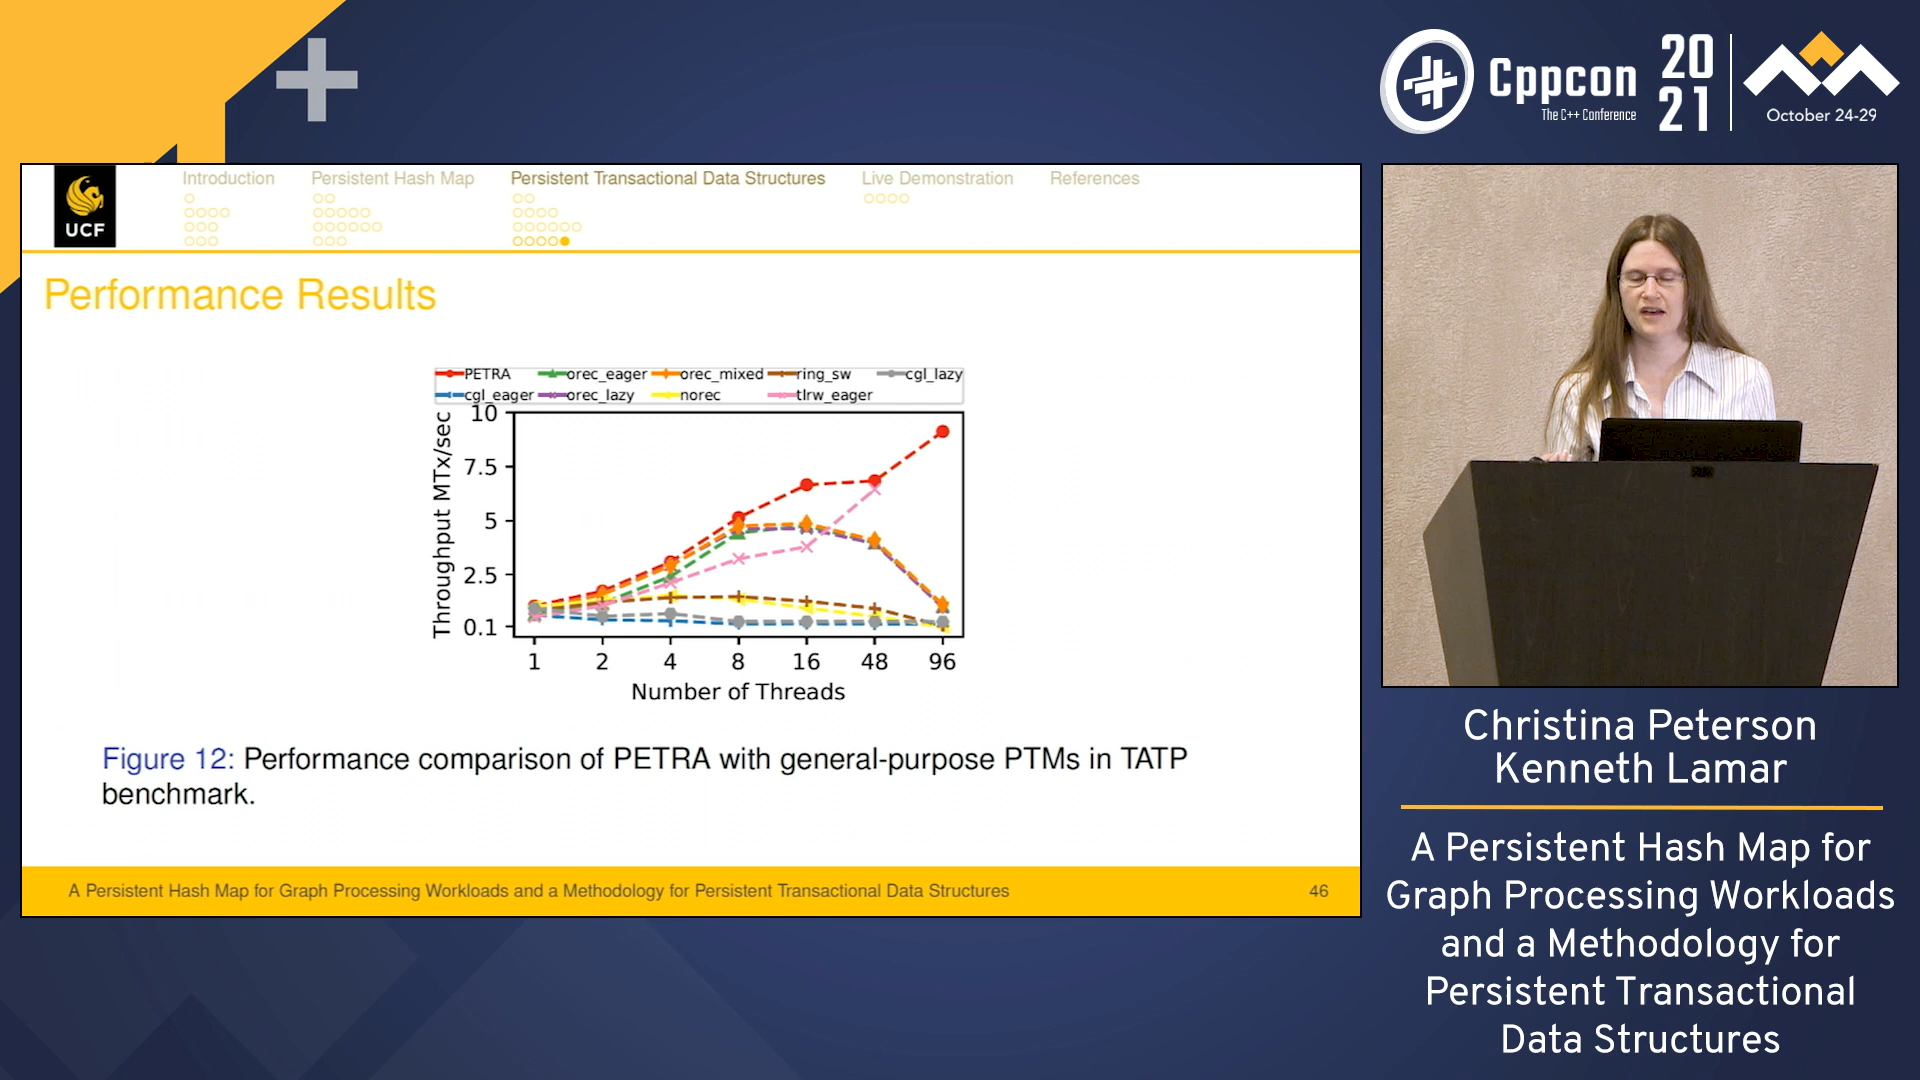 Cppcon
The C++ Conference
20
21
October 24-29
UCF
Introduction
Persistent Hash Map
Persistent Transactional Data Structures
Live Demonstration
References
Performance Results
PETRA
orec_eager
orec_mixed
ring_sw
cgl_lazy
cgl_eager
orec_lazy
norec
tlrw_eager
Throughput MTx/sec
10
7.5
5
2.5
0.1
1 2 4 8 16 48 96
Number of Threads
Figure 12: Performance comparison of PETRA with general-purpose PTMs in TATP
benchmark.
A Persistent Hash Map for Graph Processing Workloads and a Methodology for Persistent Transactional Data Structures
46
Christina Peterson
Kenneth Lamar
A Persistent Hash Map for
Graph Processing Workloads
and a Methodology for
Persistent Transactional
Data Structures